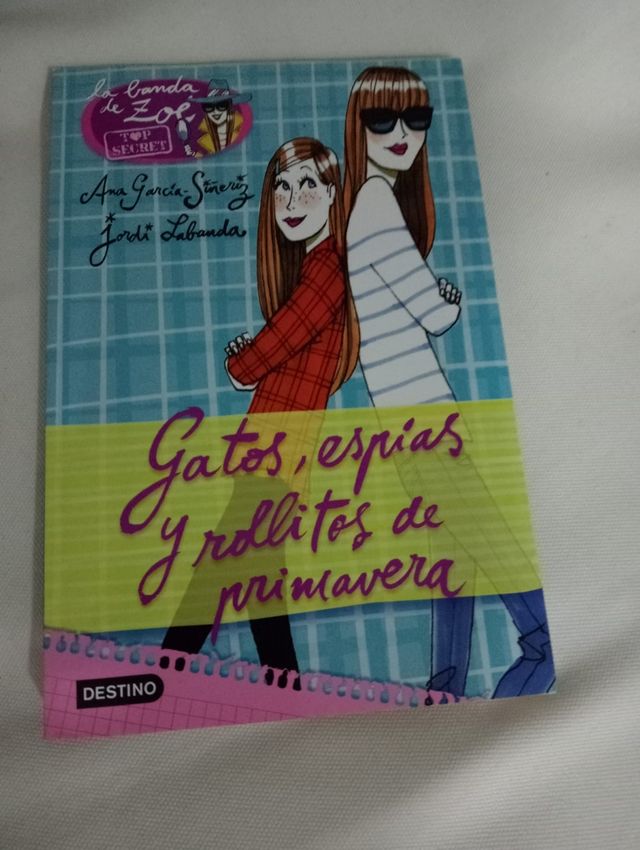 la banda
de Zoé
TOP
SECRET
Ana García-Siñeriz
Jordi Labanda
Gatos, espías
y rollitos de
primavera
DESTINO